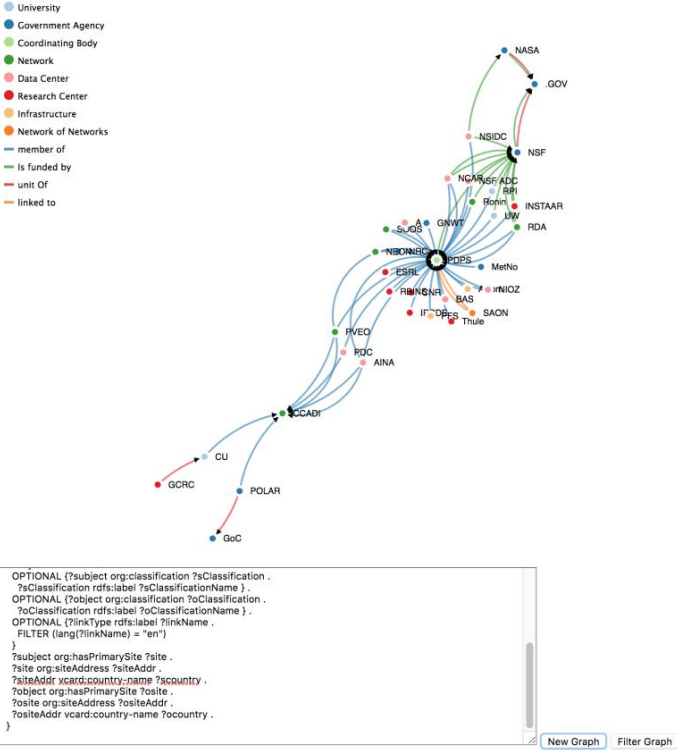 University
Government Agency
Coordinating Body
Network
Data Center
Research Center
Infrastructure
Network of Networks
member of
Is funded by
unit Of
linked to
NASA
.GOV
NSIDC
NSF
NCAR
NSF ADC
RPI
Ronin
INSTAAR
UW
RDA
A
GNWT
SUOS
NRC
PDPS
MetNo
ESRL
NIOZ
BAS
SAON
Thule
PVEO
PDC
AINA
CCADI
CU
GCRC
POLAR
GoC
OPTIONAL {?subject org:classification ?sClassification .
?sClassification rdfs:label ?sClassificationName } .
OPTIONAL {?object org:classification ?oClassification .
?oClassification rdfs:label ?oClassificationName } .
OPTIONAL {?linkType rdfs:label ?linkName .
FILTER (lang(?linkName) = "en")
}
?subject org:hasPrimarySite ?site .
?site org:siteAddress ?siteAddr .
?siteAddr vcard:country-name ?scountry .
?object org:hasPrimarySite ?osite .
?osite org:siteAddress ?ositeAddr .
?ositeAddr vcard:country-name ?ocountry .
}
New Graph
Filter Graph